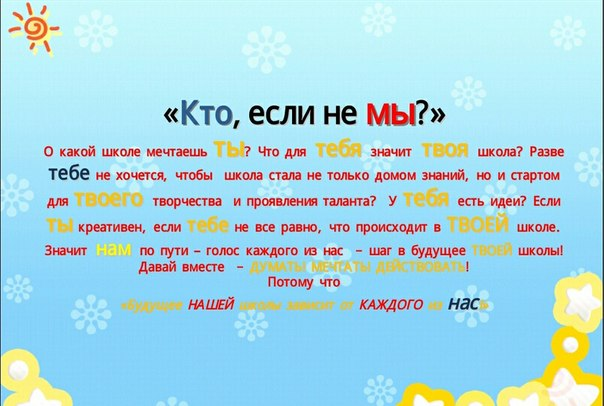 «Кто, если не мы?»
О какой школе мечтаешь ты? Что для тебя значит твоя школа? Разве
тебе не хочется, чтобы школа стала не только домом знаний, но и стартом
для твоего творчества и проявления таланта? У тебя есть идеи? Если
ты креативен, если тебе не все равно, что происходит в ТВОЕЙ школе.
Значит нам по пути – голос каждого из нас – шаг в будущее ТВОЕЙ школы!
Давай вместе – ДУМАТЬ! МЕЧТАТЬ! ДЕЙСТВОВАТЬ!
Потому что
«Будущее НАШЕЙ школы зависит от КАЖДОГО из нас»